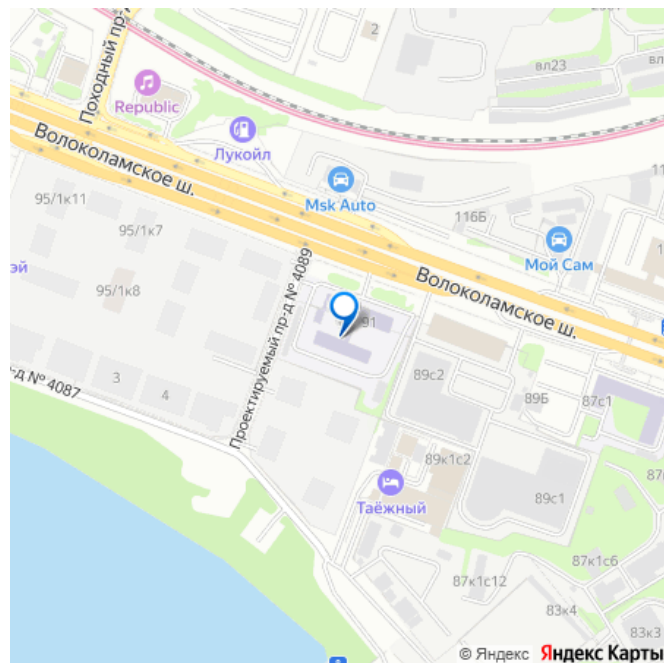 2
вл23
Походный пр-д
Republic
Лукойл
Волоколамское ш.
Msk Auto
95/1к11
116Б
95/1к7
Мой Сам
эй
95/1к8
Проектируемый пр-д № 4089
Волоколамское ш.
91
3
4
д № 4087
89с2
89Б
87с1
89к1с2
Таёжный
89с1
87к1с6
87к1с12
83к4
83к3
© Яндекс Яндекс Карты